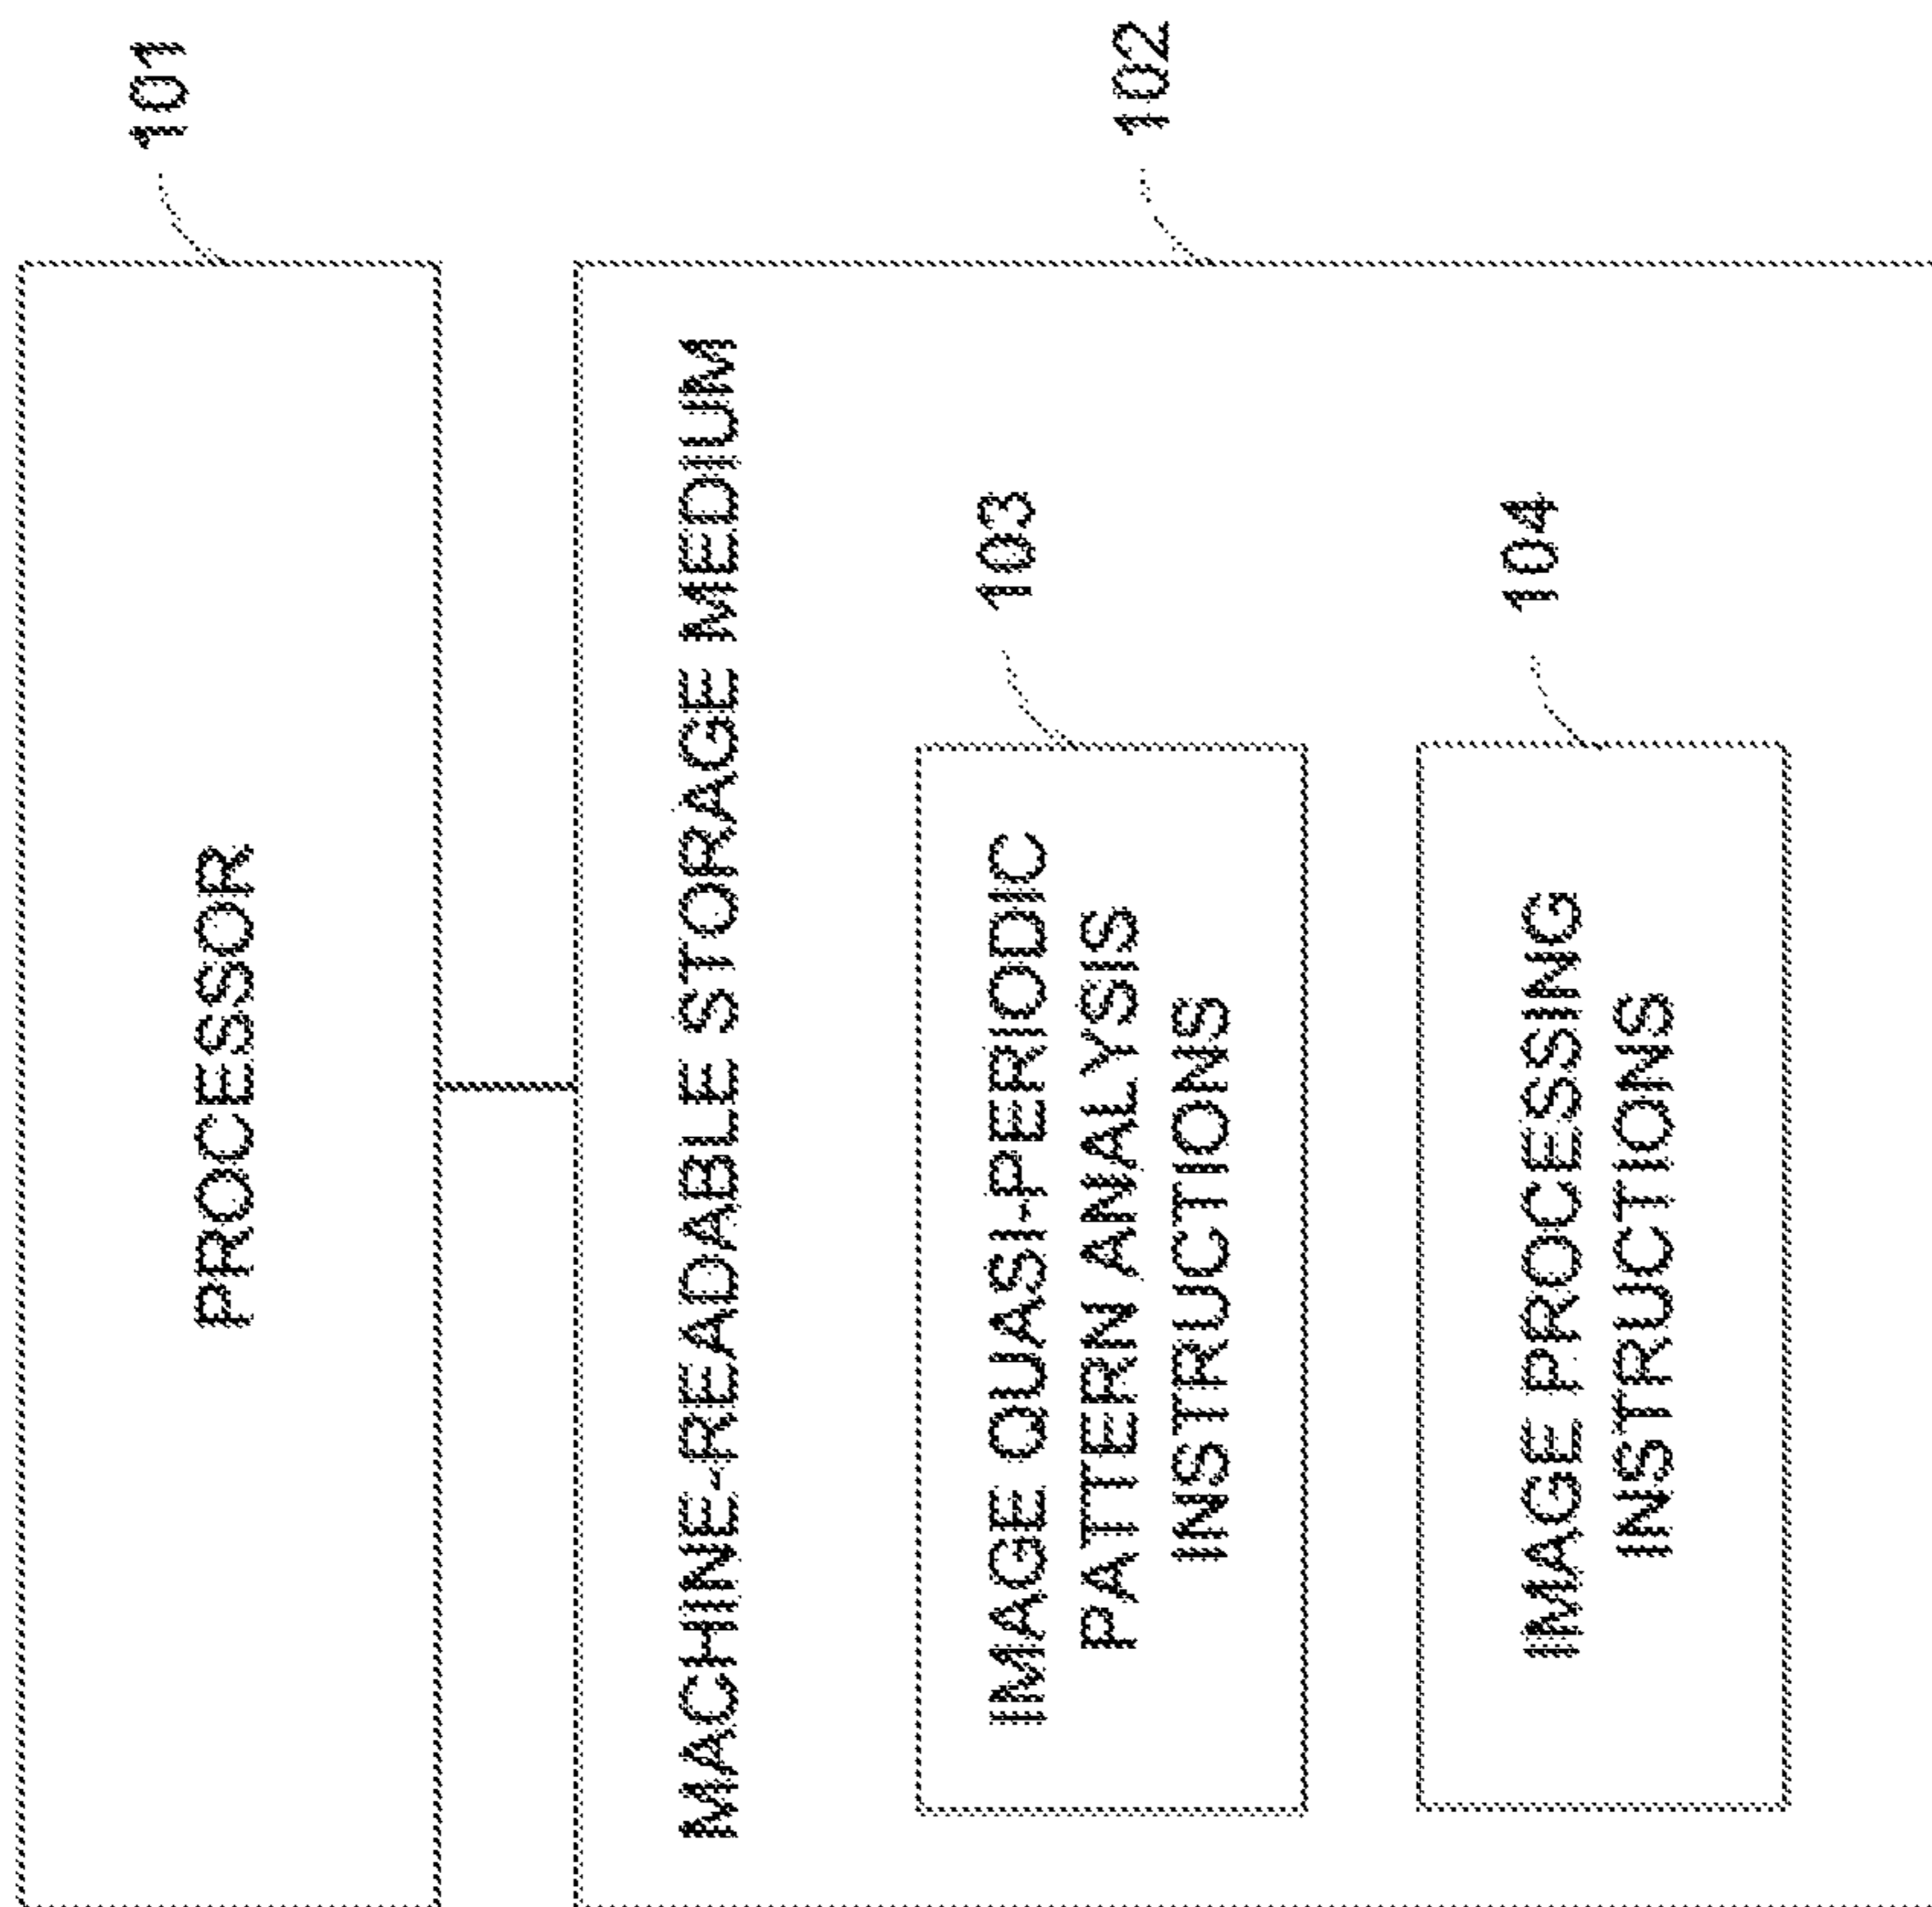 101
PROCESSOR
102
MACHINE-READABLE STORAGE MEDIUM
103
IMAGE QUASI-PERIODIC
PATTERN ANALYSIS
INSTRUCTIONS
104
IMAGE PROCESSING
INSTRUCTIONS